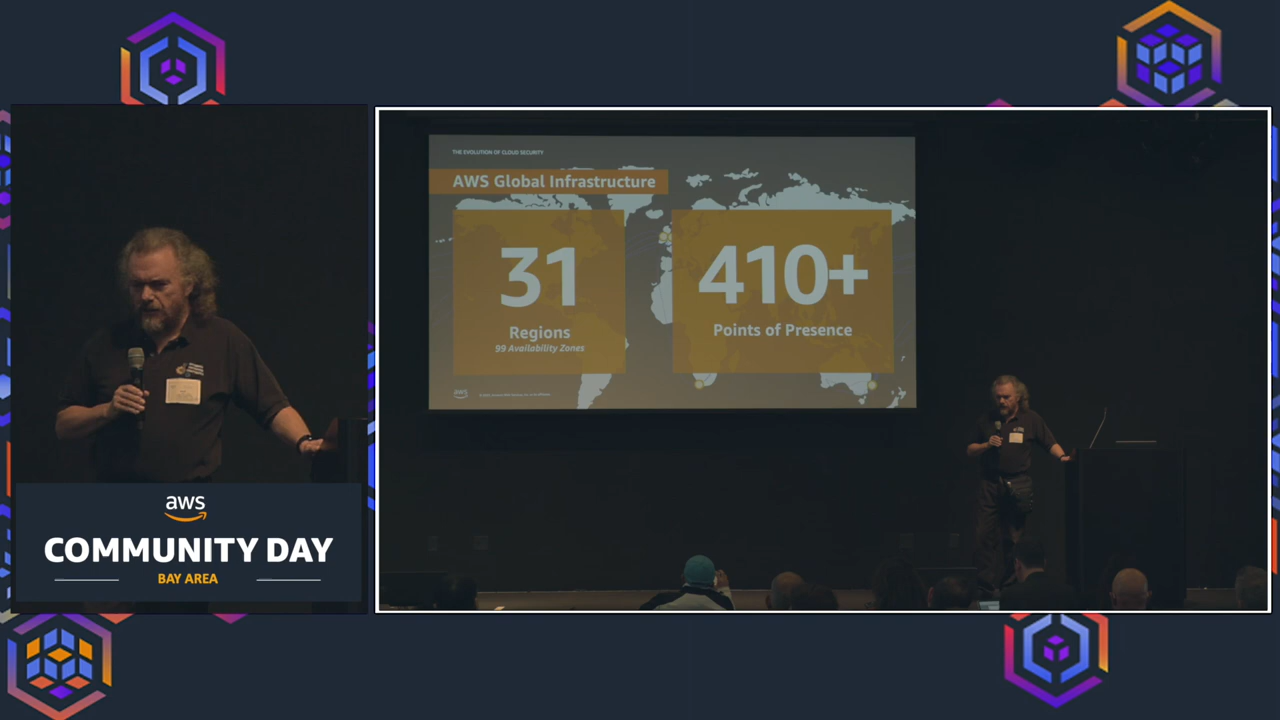 THE EVOLUTION OF CLOUD SECURITY
AWS Global Infrastructure
31
Regions
99 Availability Zones
410+
Points of Presence
aws
aws
COMMUNITY DAY
BAY AREA